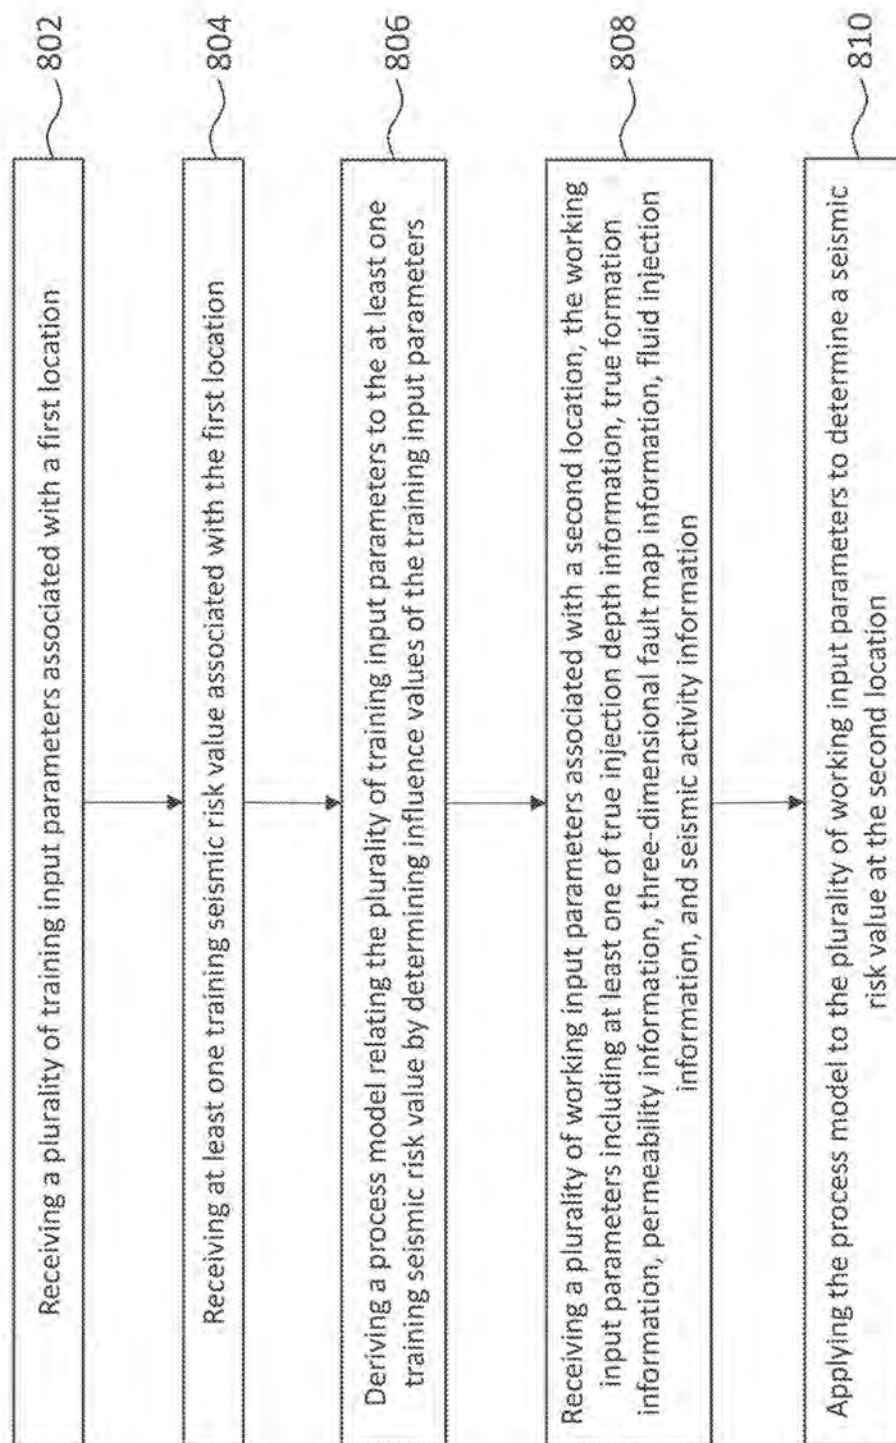 Receiving a plurality of training input parameters associated with a first location
802
Receiving at least one training seismic risk value associated with the first location
804
Deriving a process model relating the plurality of training input parameters to the at least one
training seismic risk value by determining influence values of the training input parameters
806
Receiving a plurality of working input parameters associated with a second location, the working
input parameters including at least one of true injection depth information, true formation
information, permeability information, three-dimensional fault map information, fluid injection
information, and seismic activity information
808
Applying the process model to the plurality of working input parameters to determine a seismic
risk value at the second location
810